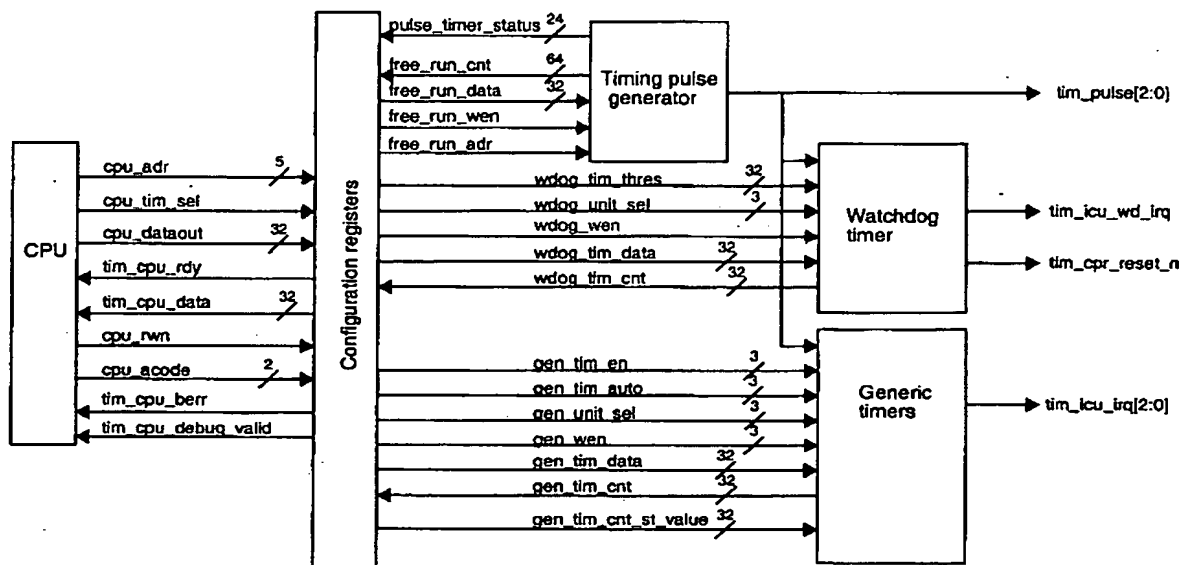 CPU
cpu_adr
5
cpu_tim_sel
cpu_dataout
32
tim_cpu_rdy
tim_cpu_data
32
cpu_rwn
cpu_acode
2
tim_cpu_berr
tim_cpu_debug_valid
Configuration registers
pulse_timer_status
24
free_run_cnt
64
free_run_data
32
free_run_wen
free_run_adr
Timing pulse
generator
tim_pulse[2:0]
wdog_tim_thres
32
wdog_unit_sel
3
wdog_wen
wdog_tim_data
32
wdog_tim_cnt
32
Watchdog
timer
tim_icu_wd_irq
tim_cpr_reset_n
gen_tim_en
3
gen_tim_auto
3
gen_unit_sel
3
gen_wen
3
gen_tim_data
32
gen_tim_cnt
32
gen_tim_cnt_st_value
32
Generic
timers
tim_icu_irq[2:0]